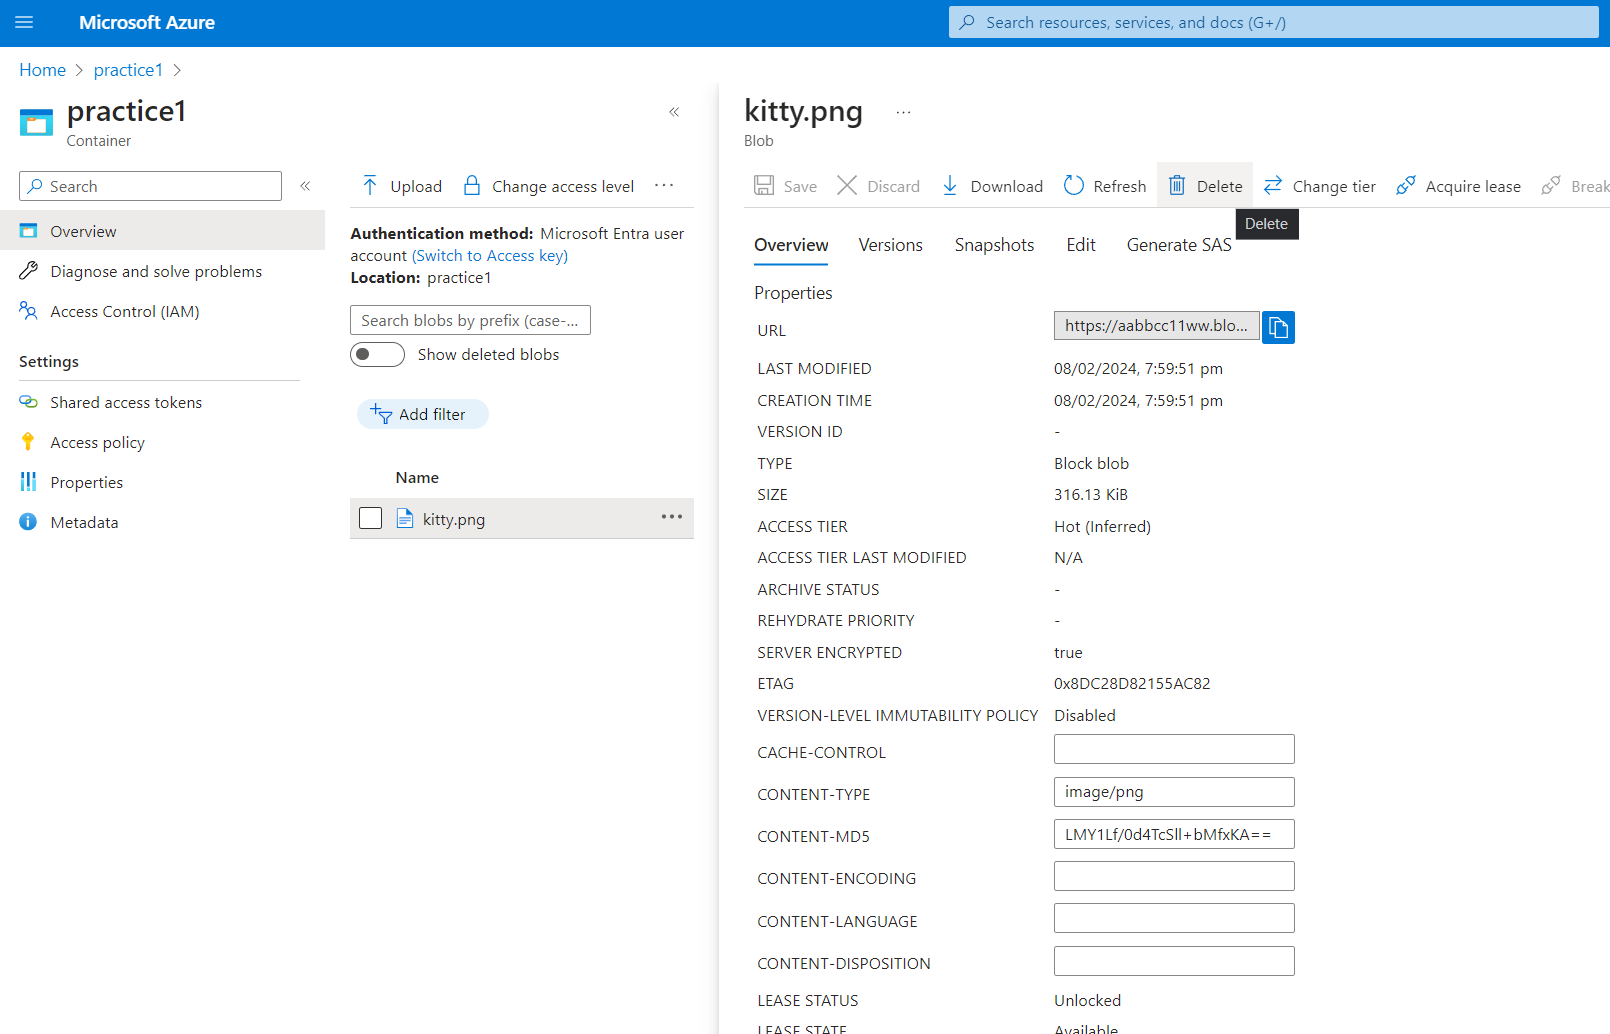 Microsoft Azure
Search resources, services, and docs (G+/)
Home
practice1
practice1
Container
Search
Overview
Diagnose and solve problems
Access Control (IAM)
Settings
Shared access tokens
Access policy
Properties
Metadata
Upload
Change access level
Authentication method: Microsoft Entra user
account (Switch to Access key)
Location: practice1
Search blobs by prefix (case-...
Show deleted blobs
Add filter
Name
kitty.png
kitty.png
Blob
Save
Discard
Download
Refresh
Delete
Change tier
Acquire lease
Break
Delete
Overview
Versions
Snapshots
Edit
Generate SAS
Properties
URL https://aabbcc11ww.blo...
LAST MODIFIED 08/02/2024, 7:59:51 pm
CREATION TIME 08/02/2024, 7:59:51 pm
VERSION ID -
TYPE Block blob
SIZE 316.13 KiB
ACCESS TIER Hot (Inferred)
ACCESS TIER LAST MODIFIED N/A
ARCHIVE STATUS -
REHYDRATE PRIORITY -
SERVER ENCRYPTED true
ETAG 0x8DC28D82155AC82
VERSION-LEVEL IMMUTABILITY POLICY Disabled
CACHE-CONTROL
CONTENT-TYPE image/png
CONTENT-MD5 LMY1Lf/0d4TcSll+bMfxKA==
CONTENT-ENCODING
CONTENT-LANGUAGE
CONTENT-DISPOSITION
LEASE STATUS Unlocked
LEASE STATE Available